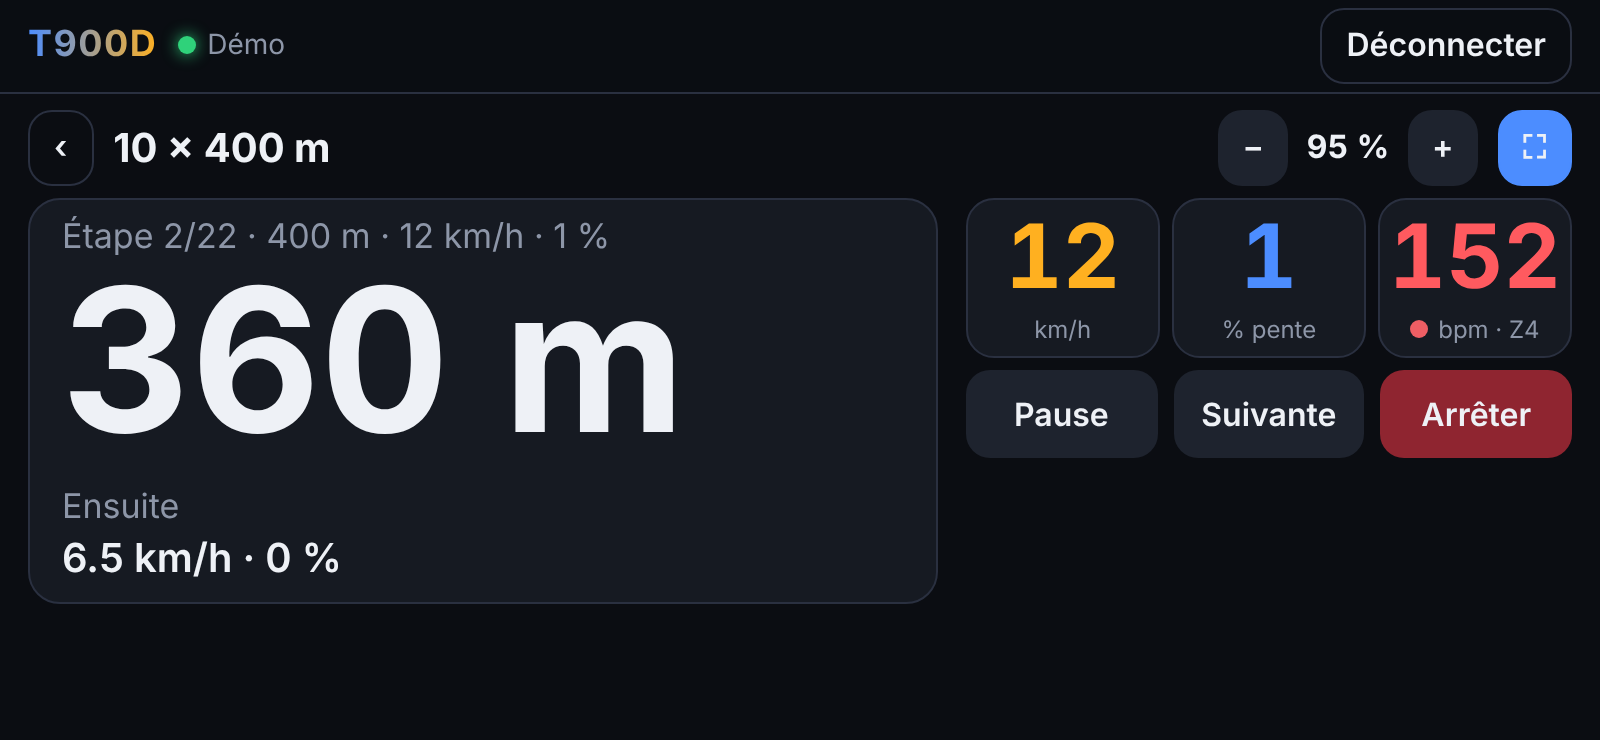 T900D Démo Déconnecter
‹ 10 × 400 m − 95 % +
Étape 2/22 · 400 m · 12 km/h · 1 %
360 m
Ensuite
6.5 km/h · 0 %
12 1 152
km/h % pente bpm · Z4
Pause Suivante Arrêter